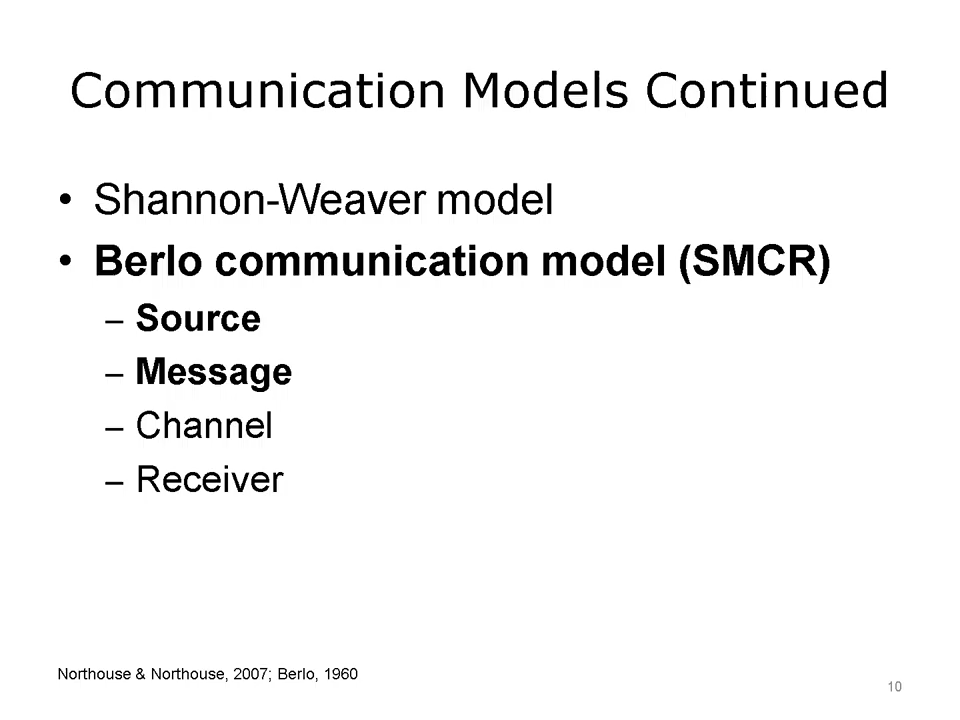 Communication Models Continued
• Shannon-Weaver model
• Berlo communication model (SMCR)
– Source
– Message
– Channel
– Receiver
Northouse & Northouse, 2007; Berlo, 1960
10